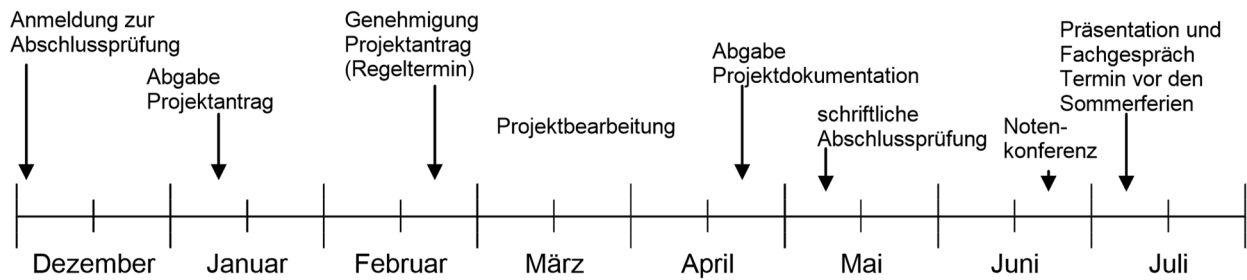 Anmeldung zur
Abschlussprüfung
Abgabe
Projektantrag
Genehmigung
Projektantrag
(Regeltermin)
Projektbearbeitung
Abgabe
Projektdokumentation
schriftliche
Abschlussprüfung
Noten-
konferenz
Präsentation und
Fachgespräch
Termin vor den
Sommerferien
Dezember
Januar
Februar
März
April
Mai
Juni
Juli